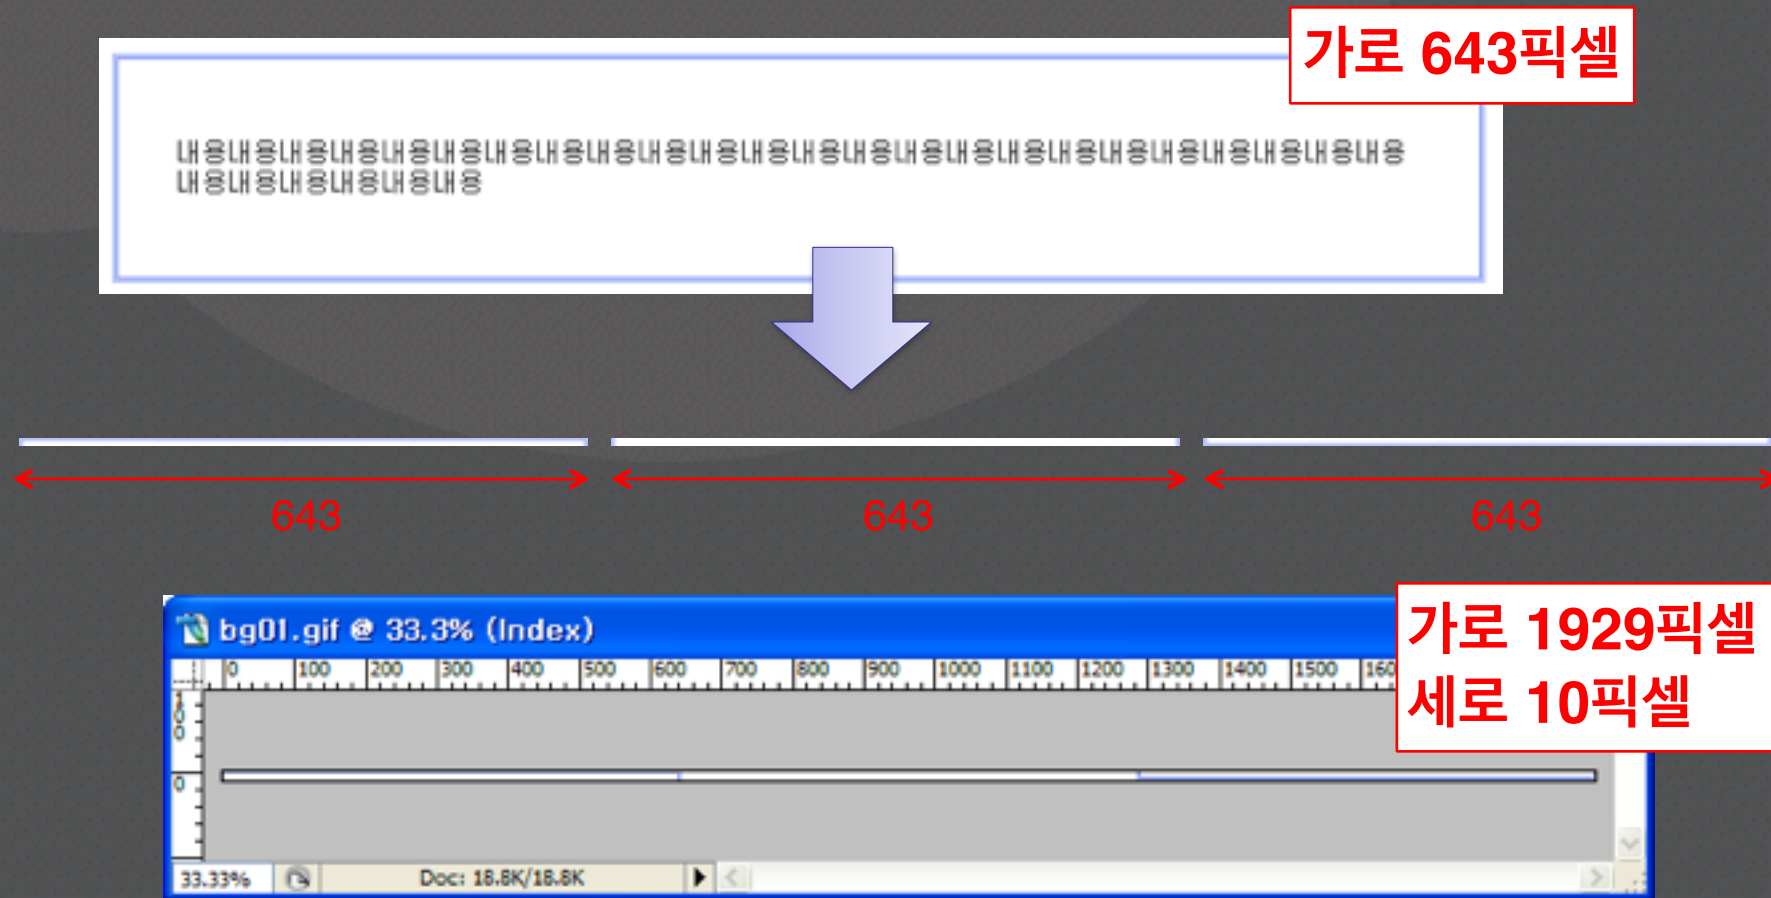 가로 643픽셀
내용내용내용내용내용내용내용내용내용내용내용내용내용내용내용내용내용내용내용내용내용내용내용내용
내용내용내용내용내용내용
643 643 643
bg01.gif @ 33.3% (Index)
가로 1929픽셀
세로 10픽셀
0 100 200 300 400 500 600 700 800 900 1000 1100 1200 1300 1400 1500 160
100
0
33.33% Doc: 18.8K/18.8K